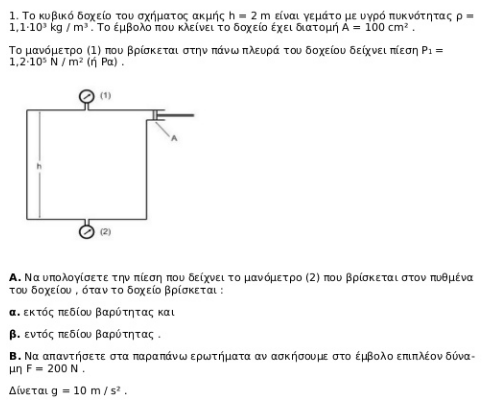 1. Το κυβικό δοχείο του σχήματος ακμής h = 2 m είναι γεμάτο με υγρό πυκνότητας ρ =
1,1·10³ kg / m³ . Το έμβολο που κλείνει το δοχείο έχει διατομή A = 100 cm² .
Το μανόμετρο (1) που βρίσκεται στην πάνω πλευρά του δοχείου δείχνει πίεση P₁ =
1,2·10⁵ N / m² (ή Pa) .
(1)
A
h
(2)
Α. Να υπολογίσετε την πίεση που δείχνει το μανόμετρο (2) που βρίσκεται στον πυθμένα
του δοχείου , όταν το δοχείο βρίσκεται :
α. εκτός πεδίου βαρύτητας και
β. εντός πεδίου βαρύτητας .
Β. Να απαντήσετε στα παραπάνω ερωτήματα αν ασκήσουμε στο έμβολο επιπλέον δύνα-
μη F = 200 N .
Δίνεται g = 10 m / s² .